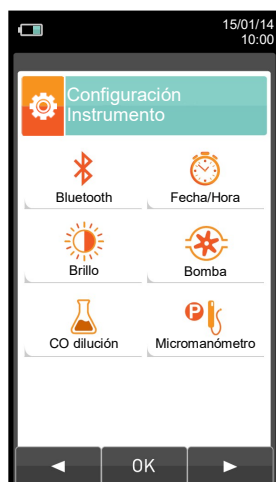 15/01/14
10:00
Configuración
Instrumento
Bluetooth
Fecha/Hora
Brillo
Bomba
P
CO dilución
Micromanómetro
OK